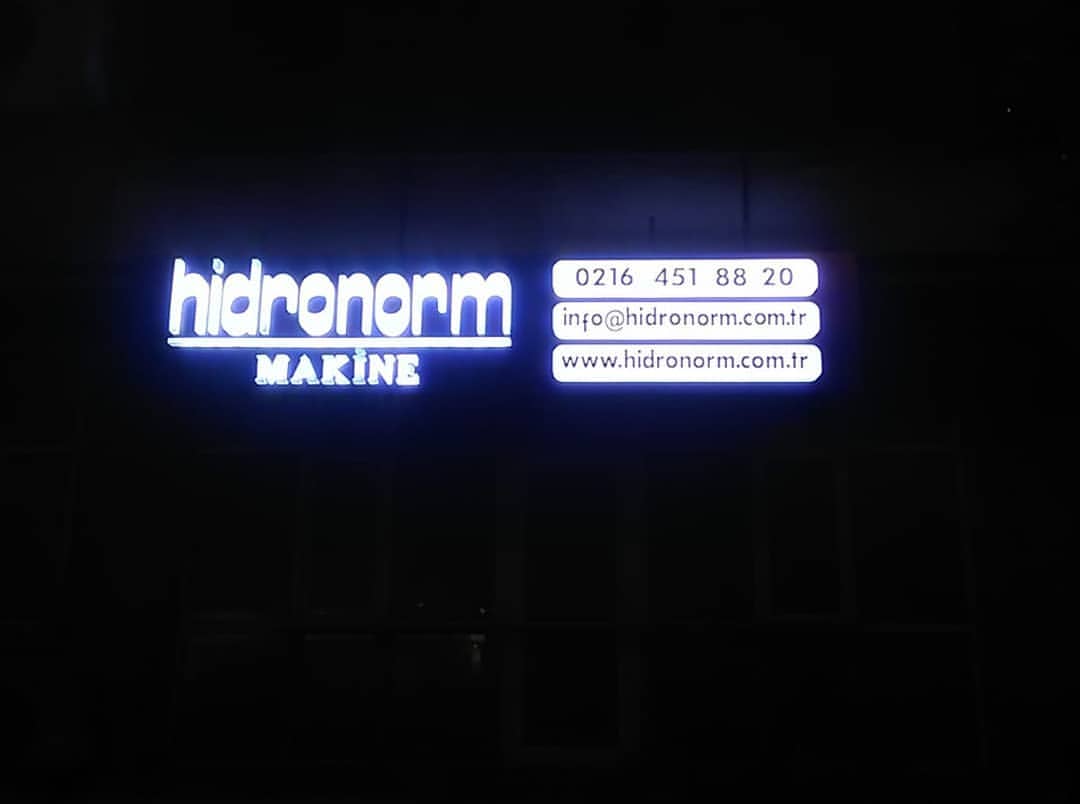 hidronorm
MAKİNE
0216 451 88 20
info@hidronorm.com.tr
www.hidronorm.com.tr